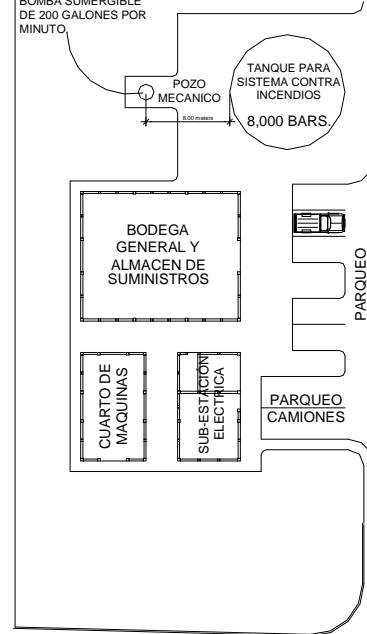 BOMBA SUMERGIBLE
DE 200 GALONES POR
MINUTO
POZO
MECANICO
8.00 meters
TANQUE PARA
SISTEMA CONTRA
INCENDIOS
8,000 BARS.
BODEGA
GENERAL Y
ALMACEN DE
SUMINISTROS
PARQUEO
CUARTO DE
MAQUINAS
SUB-ESTACIÓN
ELECTRICA
PARQUEO
CAMIONES